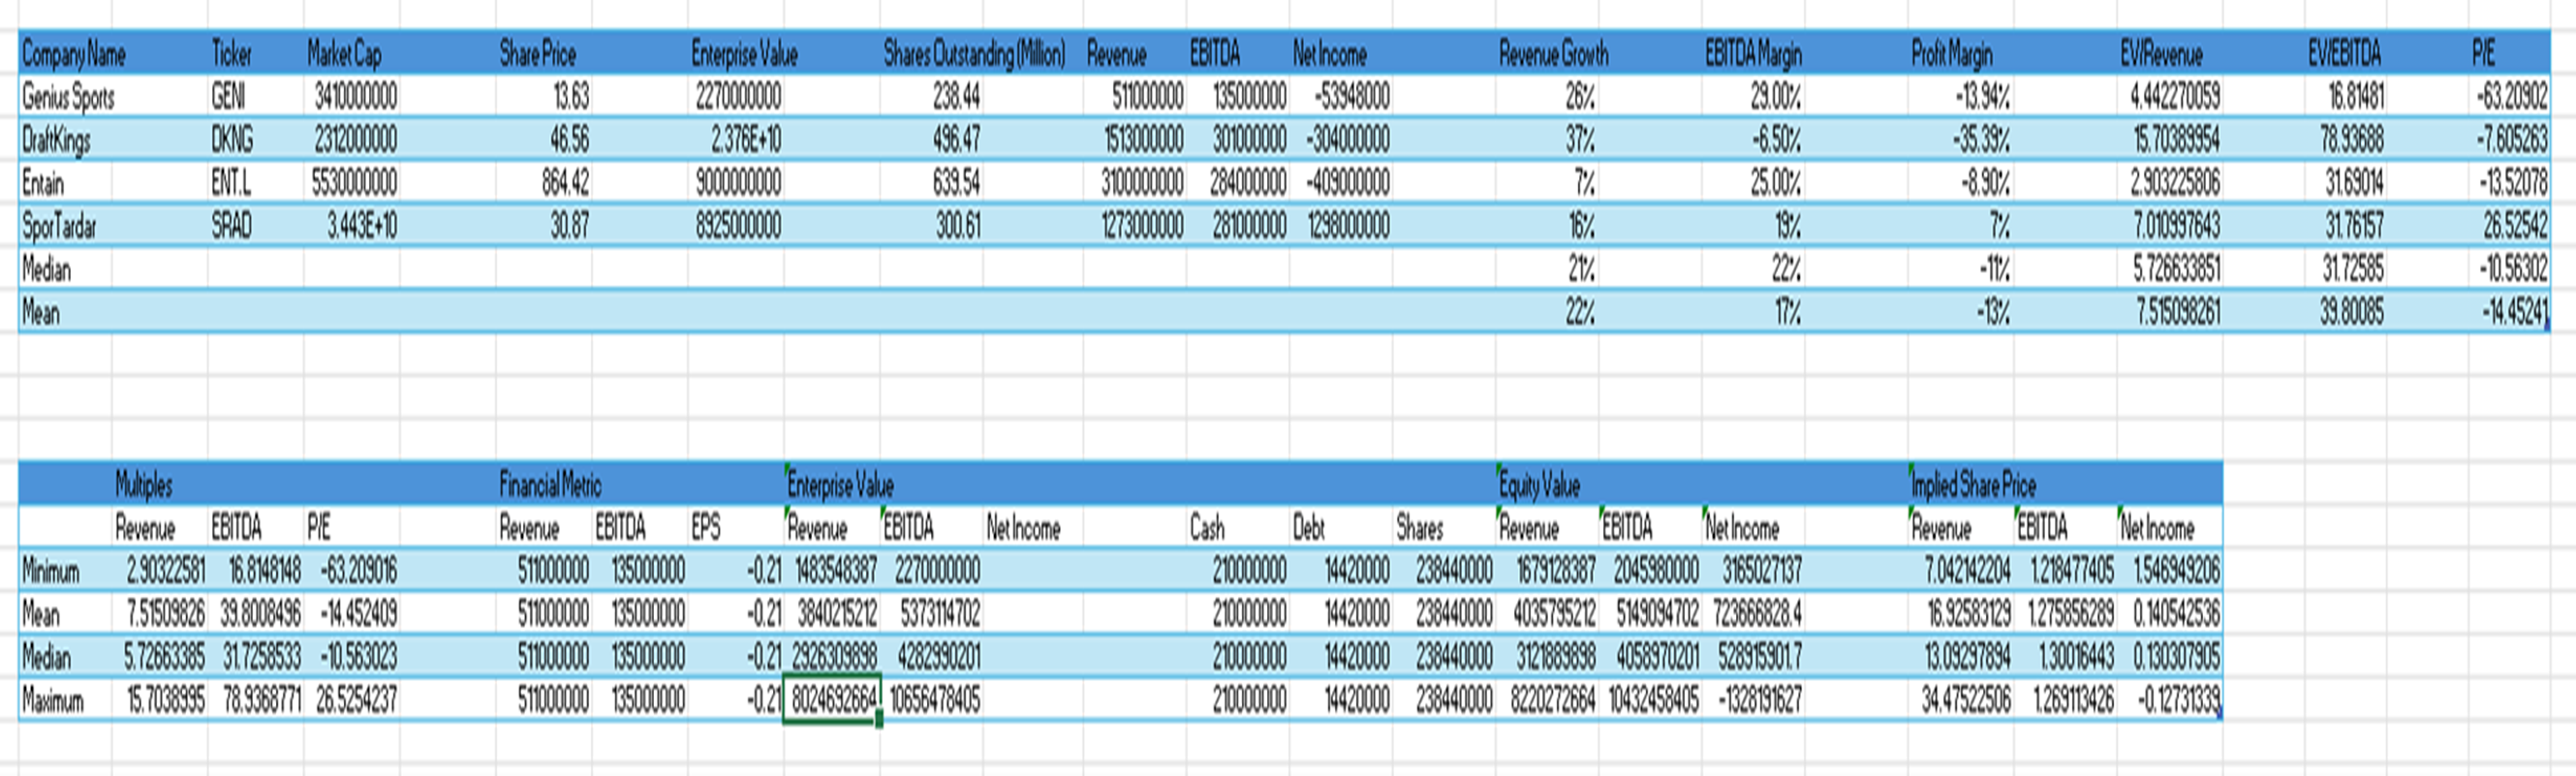 Company Name Ticker Market Cap Share Price Enterprise Value Shares Outstanding (Million) Revenue EBITDA Net Income Revenue Growth EBITDA Margin Profit Margin EV/Revenue EV/EBITDA P/E
Genius Sports GENI 3410000000 13.63 2270000000 238.44 511000000 135000000 -53948000 26% 29.00% -13.94% 4.442270059 16.81481 -63.20902
DraftKings DKNG 2312000000 46.56 2.376E+10 496.47 1513000000 301000000 -304000000 37% -6.50% -35.39% 15.70389954 78.93688 -7.605263
Entain ENT.L 5530000000 864.42 9000000000 639.54 3100000000 284000000 -409000000 7% 25.00% -8.90% 2.903225806 31.69014 -13.52078
SporTardar SRAD 3.443E+10 30.87 8925000000 300.61 1273000000 281000000 1298000000 16% 19% 7% 7.010997643 31.76157 26.52542
Median 21% 22% -11% 5.726633851 31.72585 -10.56302
Mean 22% 17% -13% 7.515098261 39.80085 -14.45241
Multiples Financial Metric Enterprise Value Equity Value Implied Share Price
Revenue EBITDA P/E Revenue EBITDA EPS Revenue EBITDA Net Income Cash Debt Shares Revenue EBITDA Net Income Revenue EBITDA Net Income
Minimum 2.90322581 16.8148148 -63.209016 511000000 135000000 -0.21 1483548387 2270000000 210000000 14420000 238440000 1679128387 2045980000 3165027137 7.042142204 1.218477405 1.546949206
Mean 7.51509826 39.8008496 -14.452409 511000000 135000000 -0.21 3840215212 5373114702 210000000 14420000 238440000 4035795212 5149094702 723666828.4 16.92583129 1.275856289 0.140542536
Median 5.72663385 31.7258533 -10.563023 511000000 135000000 -0.21 2926309898 4282990201 210000000 14420000 238440000 3121889898 4058970201 528915901.7 13.09297894 1.30016443 0.130307905
Maximum 15.7038995 78.9368771 26.5254237 511000000 135000000 -0.21 8024692664 10656478405 210000000 14420000 238440000 8220272664 10432458405 -1328191627 34.47522506 1.269113426 -0.12731339